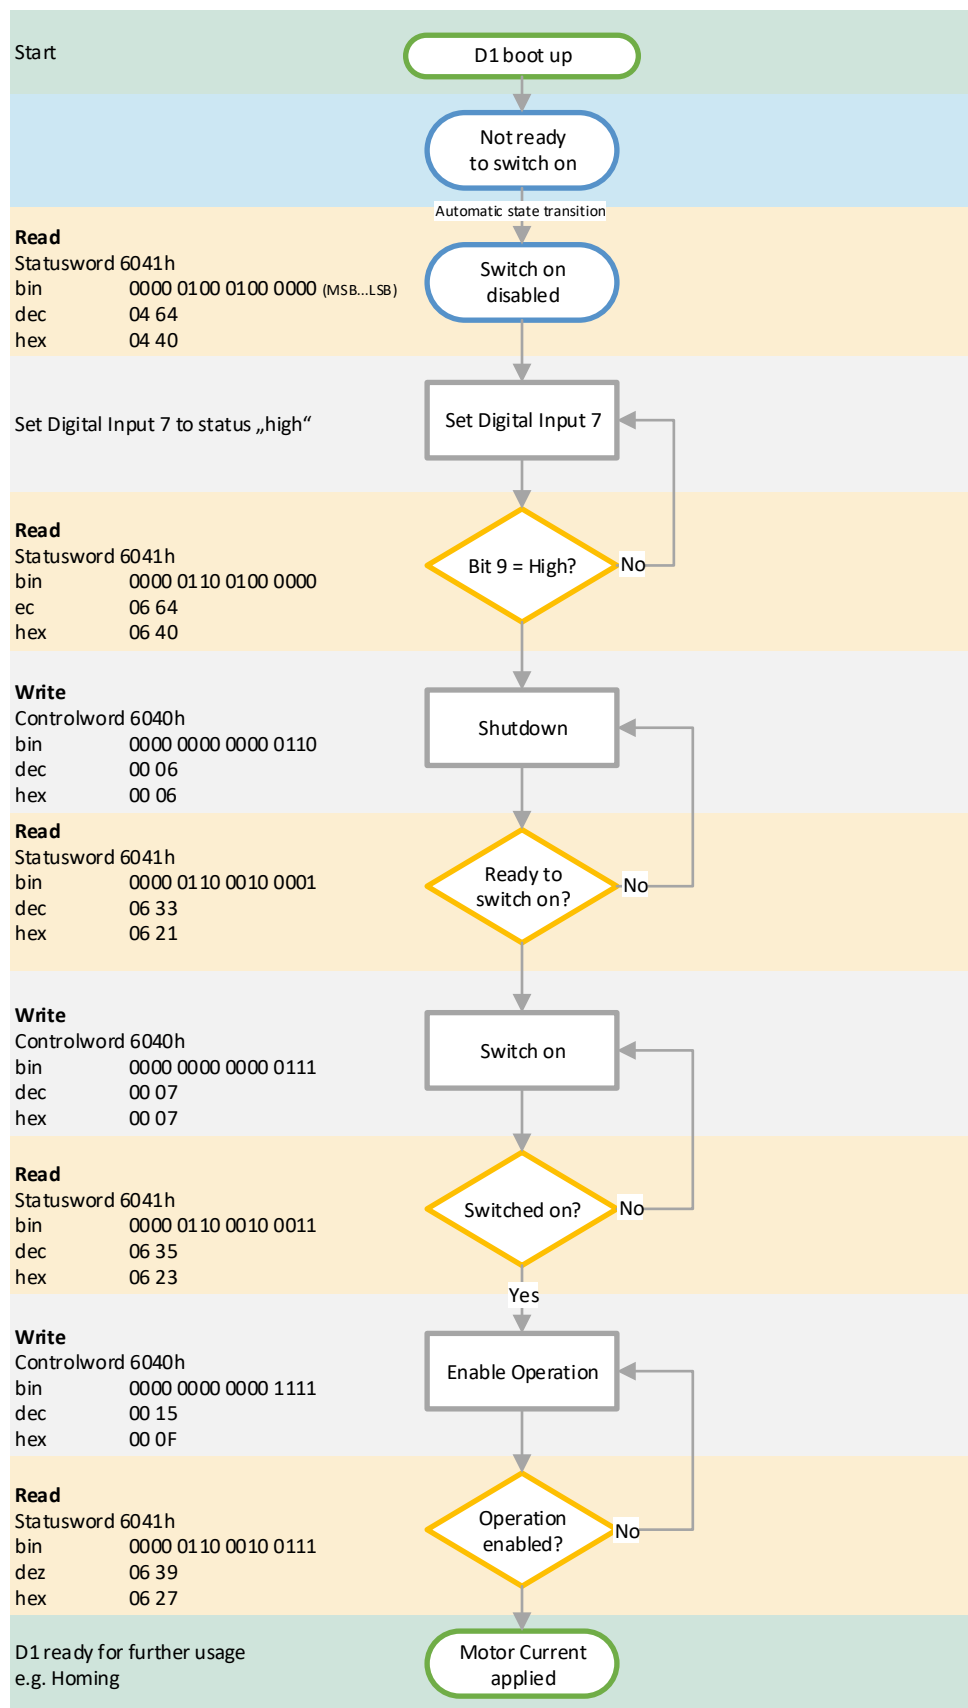 Start
D1 boot up
Not ready
to switch on
Automatic state transition
Read
Statusword 6041h
bin 0000 0100 0100 0000 (MSB...LSB)
dec 04 64
hex 04 40
Switch on
disabled
Set Digital Input 7 to status „high“
Set Digital Input 7
Read
Statusword 6041h
bin 0000 0110 0100 0000
ec 06 64
hex 06 40
Bit 9 = High?
No
Write
Controlword 6040h
bin 0000 0000 0000 0110
dec 00 06
hex 00 06
Shutdown
Read
Statusword 6041h
bin 0000 0110 0010 0001
dec 06 33
hex 06 21
Ready to
switch on?
No
Write
Controlword 6040h
bin 0000 0000 0000 0111
dec 00 07
hex 00 07
Switch on
Read
Statusword 6041h
bin 0000 0110 0010 0011
dec 06 35
hex 06 23
Switched on?
No
Yes
Write
Controlword 6040h
bin 0000 0000 0000 1111
dec 00 15
hex 00 0F
Enable Operation
Read
Statusword 6041h
bin 0000 0110 0010 0111
dez 06 39
hex 06 27
Operation
enabled?
No
D1 ready for further usage
e.g. Homing
Motor Current
applied